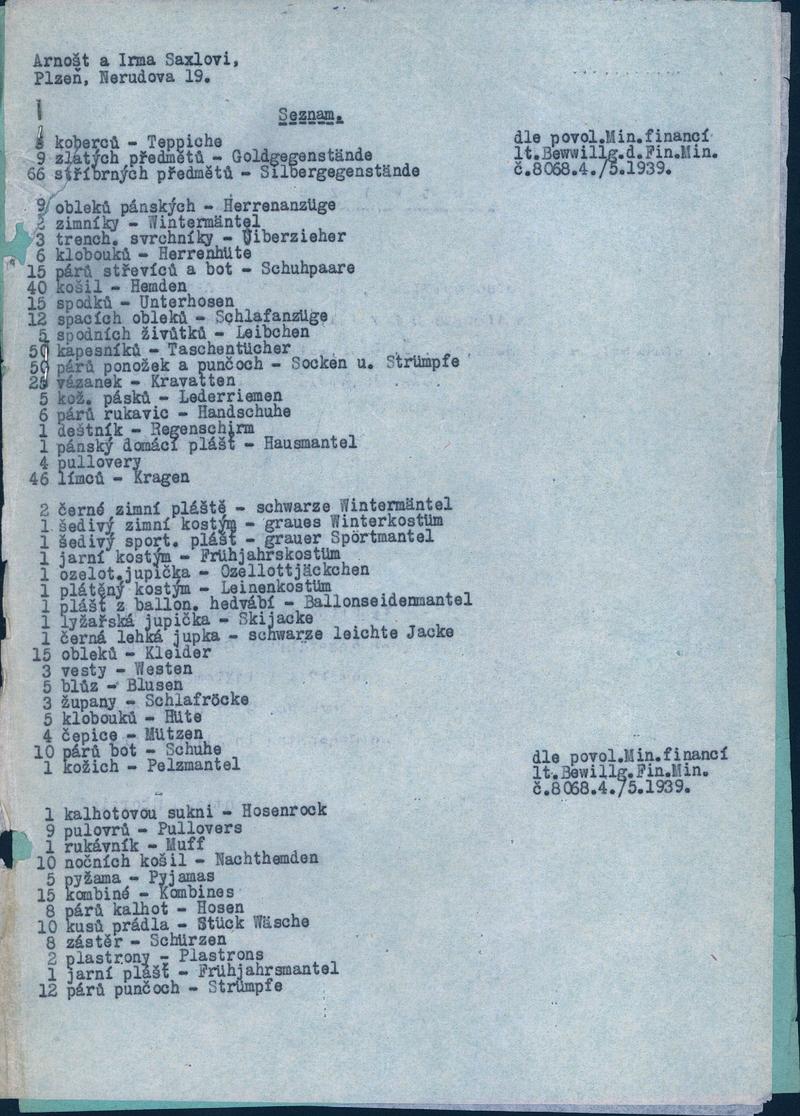 Arnošt a Irma Saxlovi,
Plzeň, Nerudova 19.
Seznam.
koberců - Teppiche
dle povol.Min.financí
9 zlatých předmětů - Goldgegenstände
lt.Bewwillg.d.Fin.Min.
66 stříbrných předmětů - Silbergegenstände
č.8068.4./5.1939.
9 obleků pánských - Herrenanzüge
zimníky - Wintermäntel
3 trench. svrchníky - Uiberzieher
6 klobouků - Herrenhüte
15 párů střevíců a bot - Schuhpaare
40 košil - Hemden
15 spodků - Unterhosen
12 spacích obleků - Schlafanzüge
5 spodních živůtků - Leibchen
50 kapesníků - Taschentücher
50 párů ponožek a punčoch - Socken u. Strümpfe
25 vázanek - Kravatten
5 kož. pásků - Lederriemen
6 párů rukavic - Handschuhe
1 deštník - Regenschirm
1 pánský domácí plášť - Hausmantel
4 pullovery
46 límců - Kragen
2 černé zimní pláště - schwarze Wintermäntel
1 šedivý zimní kostým - graues Winterkostüm
1 šedivý sport. plášť - grauer Spörtmantel
1 jarní kostým - Frühjahrskostüm
1 ozelot.jupička - Ozellottjäckchen
1 plátěný kostým - Leinenkostüm
1 plášť z ballon. hedvábí - Ballonseidenmantel
1 lyžařská jupička - Skijacke
1 černá lehká jupka - schwarze leichte Jacke
15 obleků - Kleider
3 vesty - Westen
5 blůz - Blusen
3 župany - Schlafröcke
5 klobouků - Hüte
4 čepice - Mützen
10 párů bot - Schuhe
1 kožich - Pelzmantel
dle povol.Min.financí
lt.Bewillg.Fin.Min.
č.8068.4./5.1939.
1 kalhotovou sukni - Hosenrock
9 pulovrů - Pullovers
1 rukávník - Muff
10 nočních košil - Nachthemden
5 pyžama - Pyjamas
15 kombiné - Kombines
8 párů kalhot - Hosen
10 kusů prádla - Stück Wäsche
8 zástěr - Schürzen
2 plastrony - Plastrons
1 jarní plášť - Frühjahrsmantel
12 párů punčoch - Strümpfe